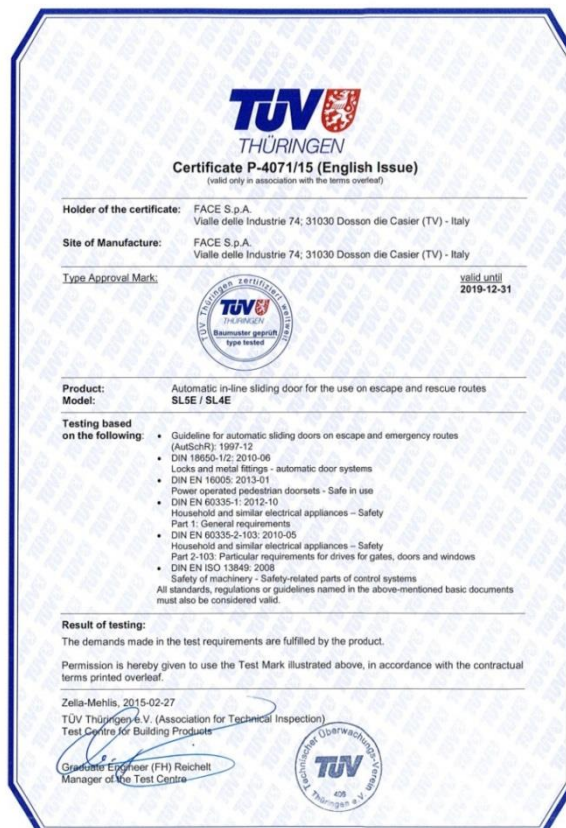 TÜV
THÜRINGEN
Certificate P-4071/15 (English Issue)
(valid only in association with the terms overleaf)
Holder of the certificate: FACE S.p.A.
Vialle delle Industrie 74; 31030 Dosson die Casier (TV) - Italy
Site of Manufacture: FACE S.p.A.
Vialle delle Industrie 74; 31030 Dosson die Casier (TV) - Italy
Type Approval Mark:
valid until
2019-12-31
TÜV Thüringen zertifiziert weltweit
TÜV
THÜRINGEN
Baumuster geprüft
type tested
Product: Automatic in-line sliding door for the use on escape and rescue routes
Model: SL5E / SL4E
Testing based
on the following:
• Guideline for automatic sliding doors on escape and emergency routes
(AutSchR): 1997-12
• DIN 18650-1/2: 2010-06
Locks and metal fittings - automatic door systems
• DIN EN 16005: 2013-01
Power operated pedestrian doorsets - Safe in use
• DIN EN 60335-1: 2012-10
Household and similar electrical appliances – Safety
Part 1: General requirements
• DIN EN 60335-2-103: 2010-05
Household and similar electrical appliances – Safety
Part 2-103: Particular requirements for drives for gates, doors and windows
• DIN EN ISO 13849: 2008
Safety of machinery - Safety-related parts of control systems
All standards, regulations or guidelines named in the above-mentioned basic documents
must also be considered valid.
Result of testing:
The demands made in the test requirements are fulfilled by the product.
Permission is hereby given to use the Test Mark illustrated above, in accordance with the contractual
terms printed overleaf.
Zella-Mehlis, 2015-02-27
TÜV Thüringen e.V. (Association for Technical Inspection)
Test Centre for Building Products
Graduate Engineer (FH) Reichelt
Manager of the Test Centre
Technischer Überwachungs-Verein
TÜV
Thüringen e.V.